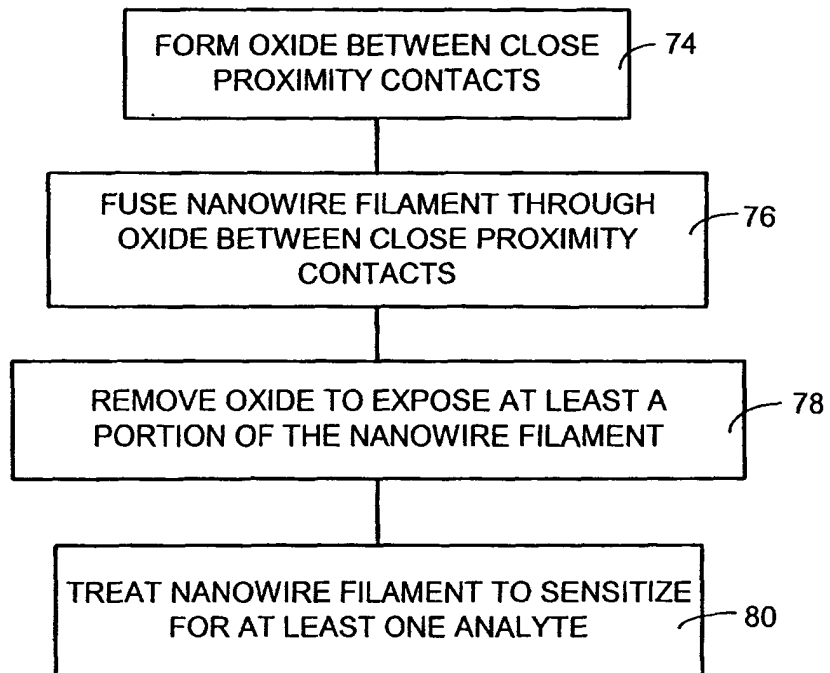 FORM OXIDE BETWEEN CLOSE
PROXIMITY CONTACTS
74
FUSE NANOWIRE FILAMENT THROUGH
OXIDE BETWEEN CLOSE PROXIMITY
CONTACTS
76
REMOVE OXIDE TO EXPOSE AT LEAST A
PORTION OF THE NANOWIRE FILAMENT
78
TREAT NANOWIRE FILAMENT TO SENSITIZE
FOR AT LEAST ONE ANALYTE
80